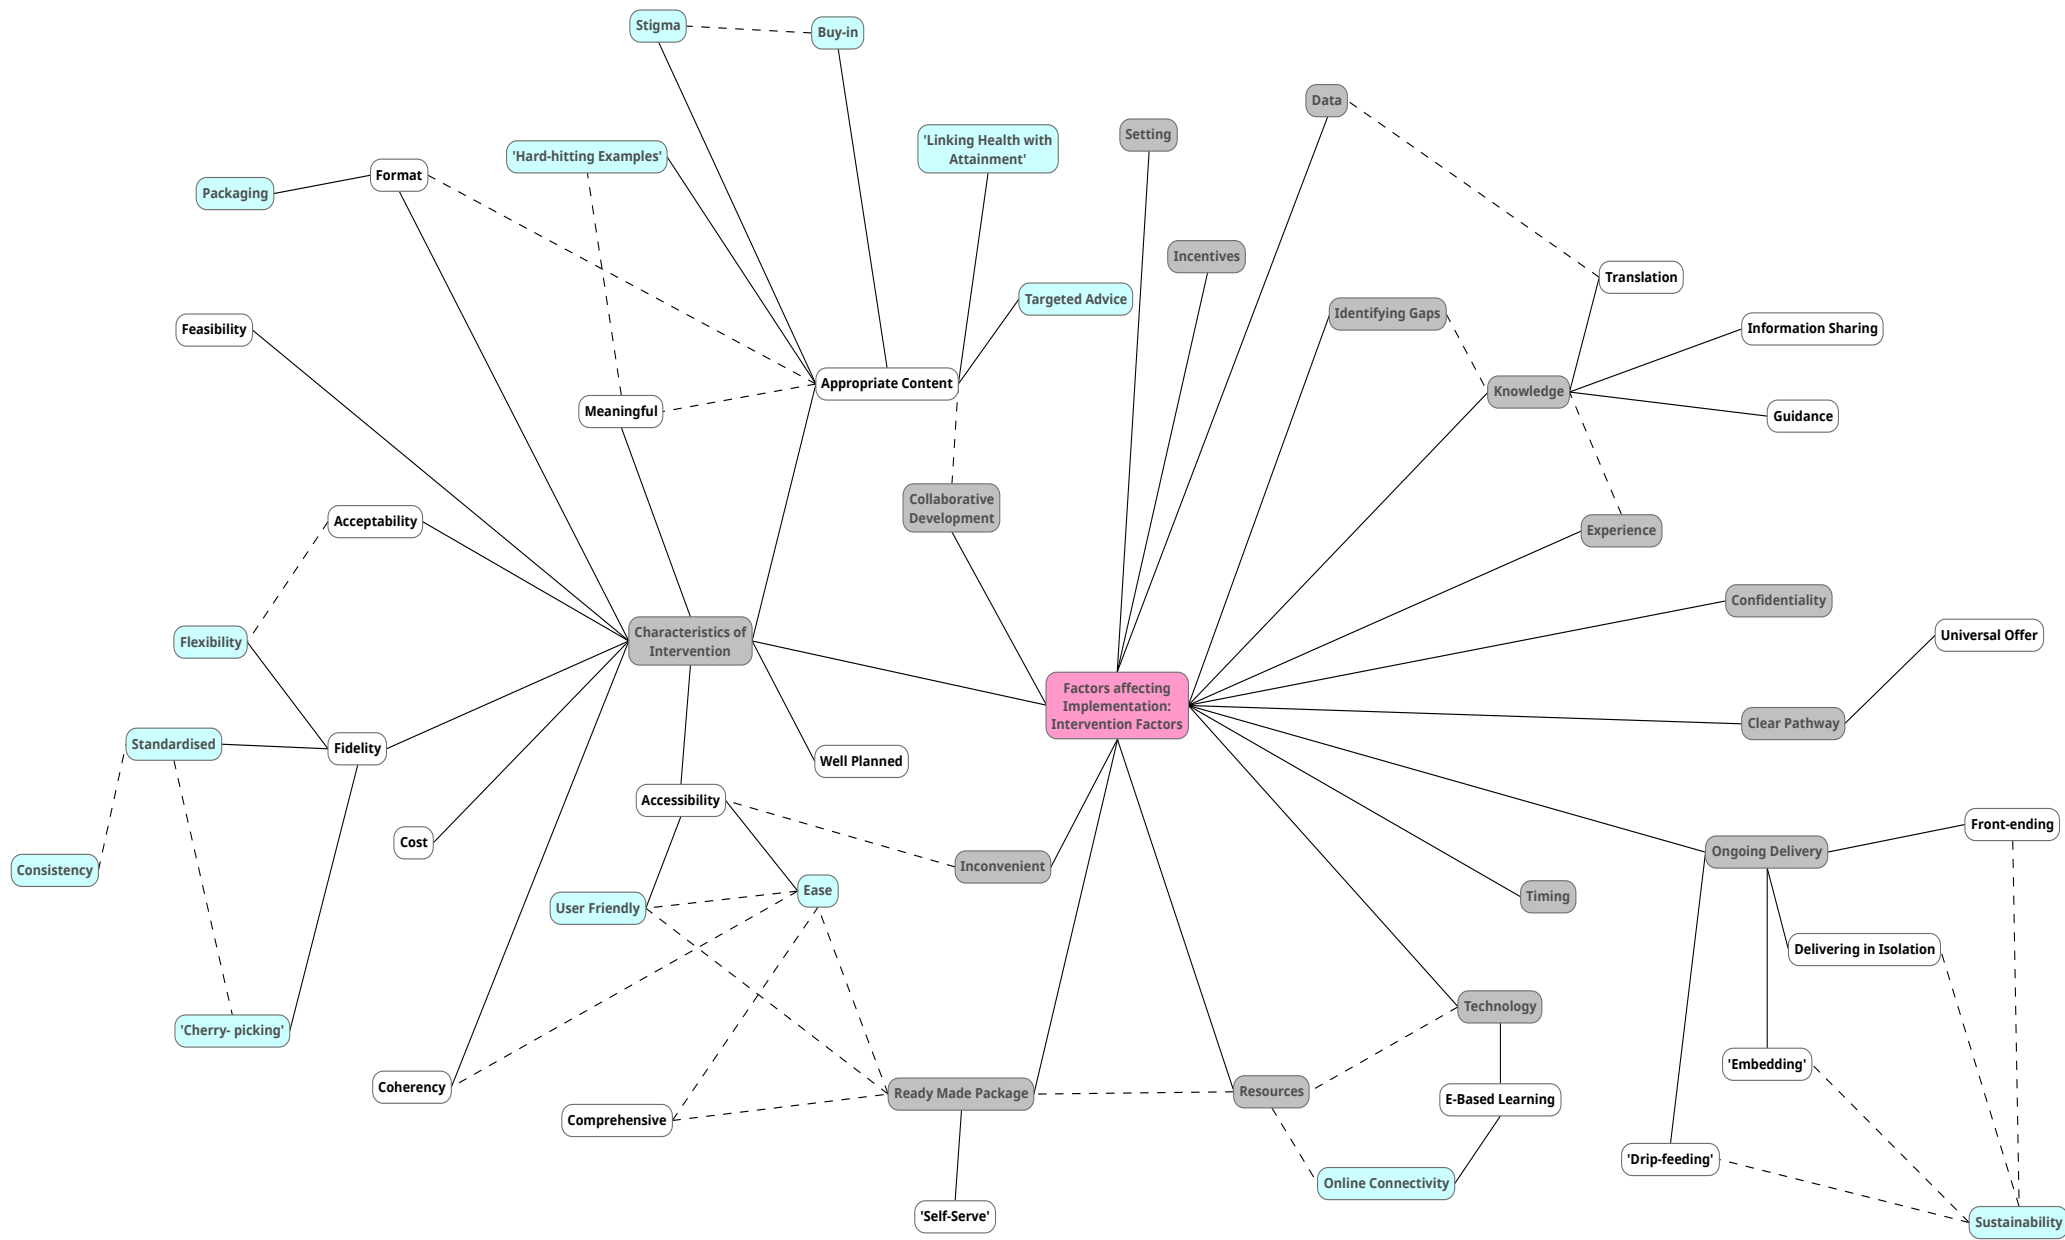 Stigma
Buy-in
Data
Setting
'Linking Health with
Attainment'
'Hard-hitting Examples'
Format
Packaging
Incentives
Translation
Targeted Advice
Identifying Gaps
Information Sharing
Feasibility
Appropriate Content
Knowledge
Meaningful
Guidance
Collaborative
Development
Acceptability
Experience
Confidentiality
Flexibility
Characteristics of
Intervention
Universal Offer
Factors affecting
Implementation:
Intervention Factors
Clear Pathway
Standardised
Fidelity
Well Planned
Accessibility
Front-ending
Cost
Ongoing Delivery
Consistency
Inconvenient
Ease
Timing
User Friendly
Delivering in Isolation
Technology
'Cherry- picking'
'Embedding'
Coherency
Ready Made Package
Resources
E-Based Learning
Comprehensive
'Drip-feeding'
Online Connectivity
'Self-Serve'
Sustainability